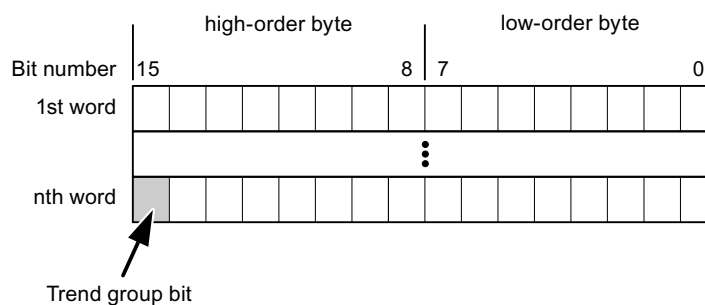 high-order byte low-order byte
Bit number 15 8 7 0
1st word
nth word
Trend group bit